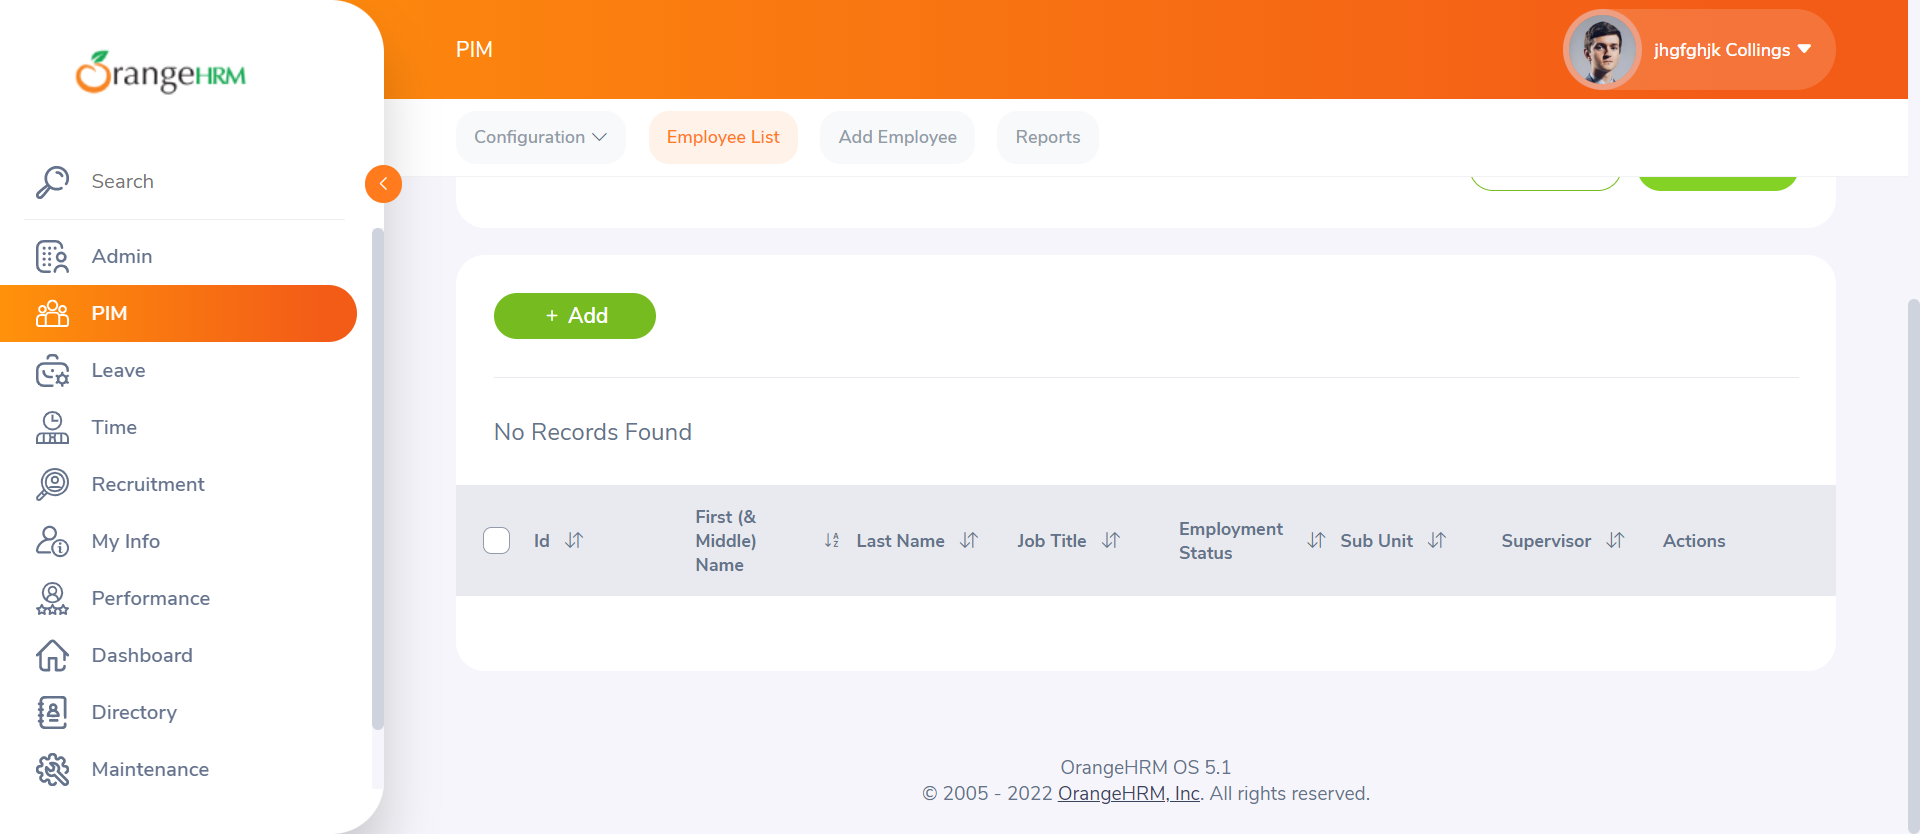 OrangeHRM
Search
Admin
PIM
Leave
Time
Recruitment
My Info
Performance
Dashboard
Directory
Maintenance
PIM
jhgfghjk Collings
Configuration
Employee List
Add Employee
Reports
+ Add
No Records Found
Id
First (&
Middle)
Name
Last Name
Job Title
Employment
Status
Sub Unit
Supervisor
Actions
OrangeHRM OS 5.1
© 2005 - 2022 OrangeHRM, Inc. All rights reserved.